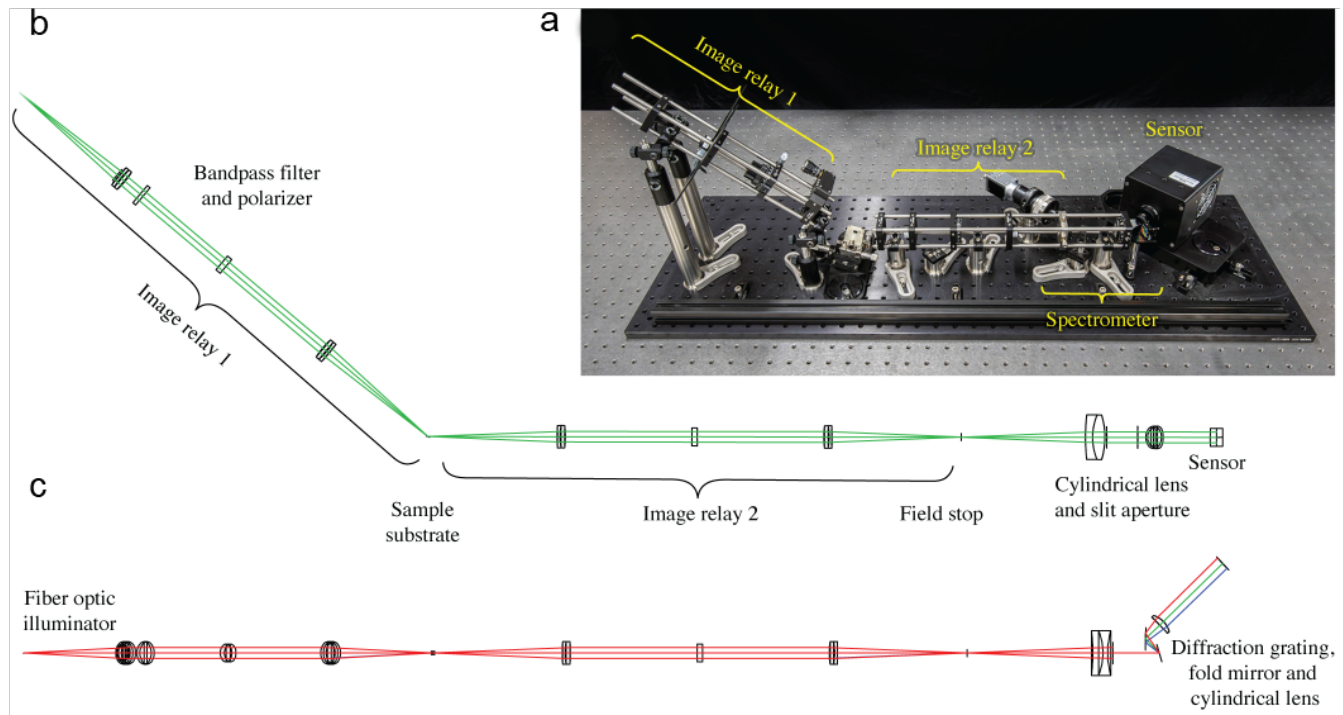 b
a
Image relay 1
Sensor
Image relay 2
Spectrometer
Bandpass filter
and polarizer
Image relay 1
Sensor
Cylindrical lens
and slit aperture
Sample
substrate
Image relay 2
Field stop
c
Fiber optic
illuminator
Diffraction grating,
fold mirror and
cylindrical lens